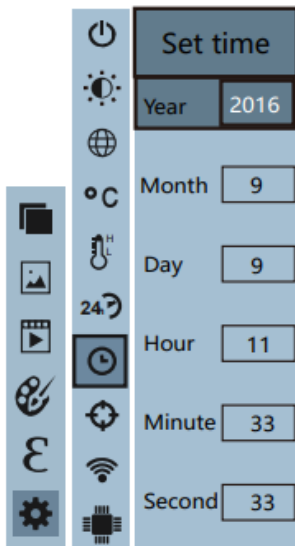 Set time
Year 2016
°C
H
L
Month 9
24
Day 9
Hour 11
Minute 33
ε
Second 33